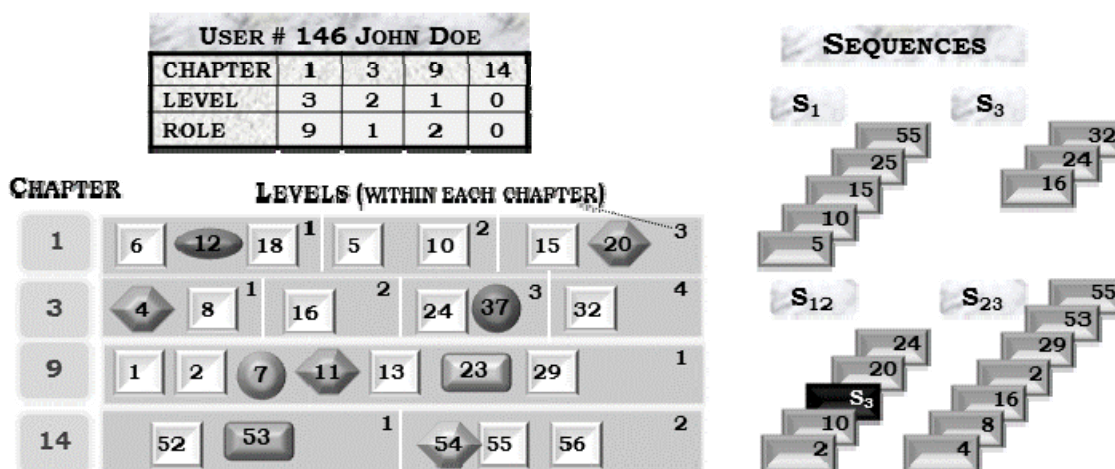 USER # 146 JOHN DOE
CHAPTER 1 3 9 14
LEVEL 3 2 1 0
ROLE 9 1 2 0
CHAPTER LEVELS (WITHIN EACH CHAPTER)
1 6 12 18 1 5 10 2 15 20 3
3 4 8 1 16 2 24 37 3 32 4
9 1 2 7 11 13 23 29 1
14 52 53 1 54 55 56 2
SEQUENCES
S1
55
25
15
10
5
S3
32
24
16
S12
24
20
S3
10
2
S23
55
53
29
2
16
8
4